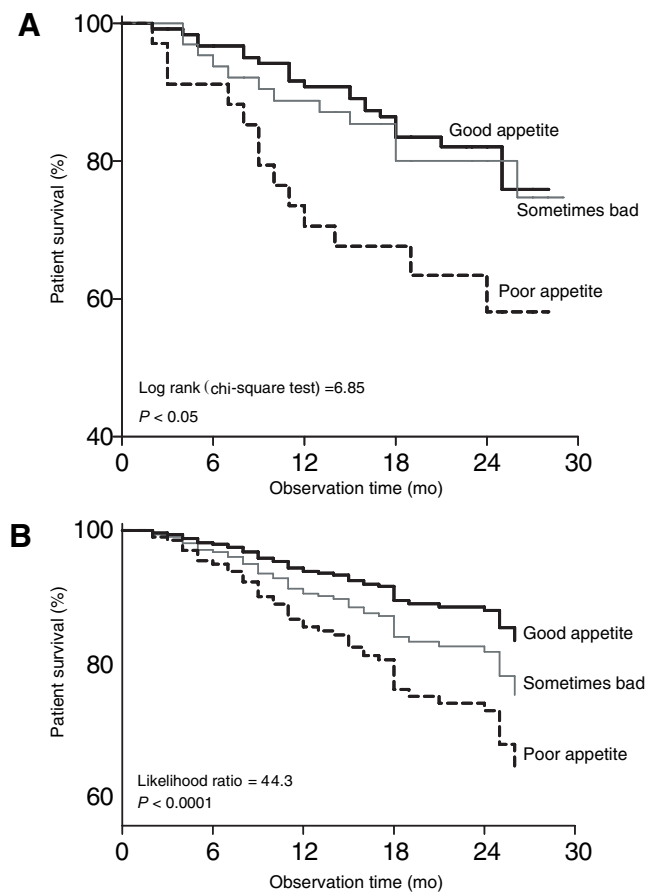 A
100
80
60
40
Patient survival (%)
Good appetite
Sometimes bad
Poor appetite
Log rank (chi-square test) =6.85
P < 0.05
0 6 12 18 24 30
Observation time (mo)
B
100
80
60
Patient survival (%)
Good appetite
Sometimes bad
Poor appetite
Likelihood ratio = 44.3
P < 0.0001
0 6 12 18 24 30
Observation time (mo)